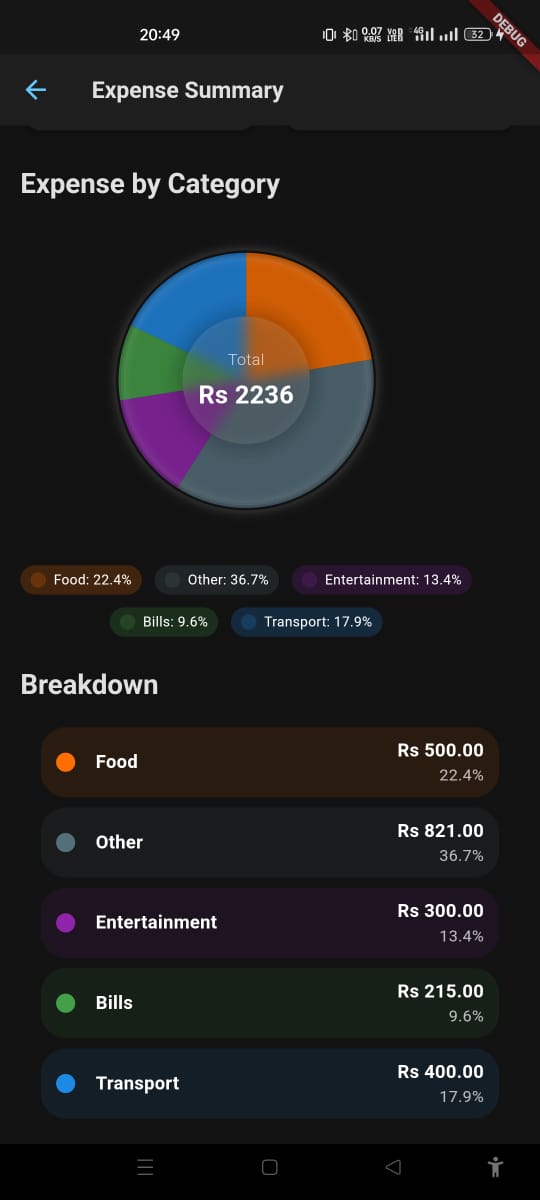 20:49
0.07 KB/S
Vo LTE
4G
32
DEBUG
Expense Summary
Expense by Category
Total
Rs 2236
Food: 22.4%
Other: 36.7%
Entertainment: 13.4%
Bills: 9.6%
Transport: 17.9%
Breakdown
Food
Rs 500.00
22.4%
Other
Rs 821.00
36.7%
Entertainment
Rs 300.00
13.4%
Bills
Rs 215.00
9.6%
Transport
Rs 400.00
17.9%